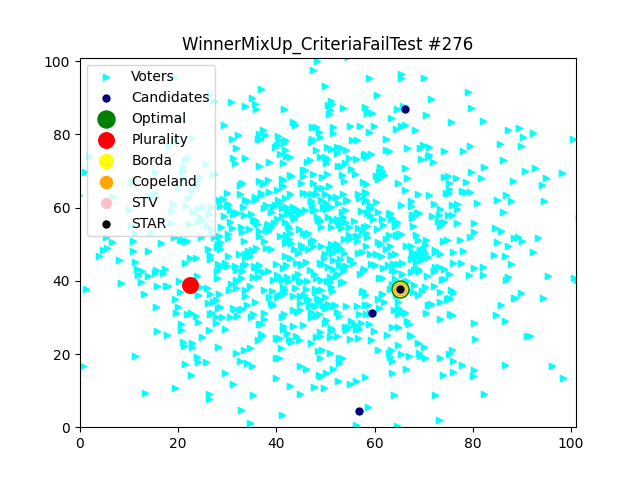 WinnerMixUp_CriteriaFailTest #276
Voters
Candidates
Optimal
Plurality
Borda
Copeland
STV
STAR
100
80
60
40
20
0
0 20 40 60 80 100